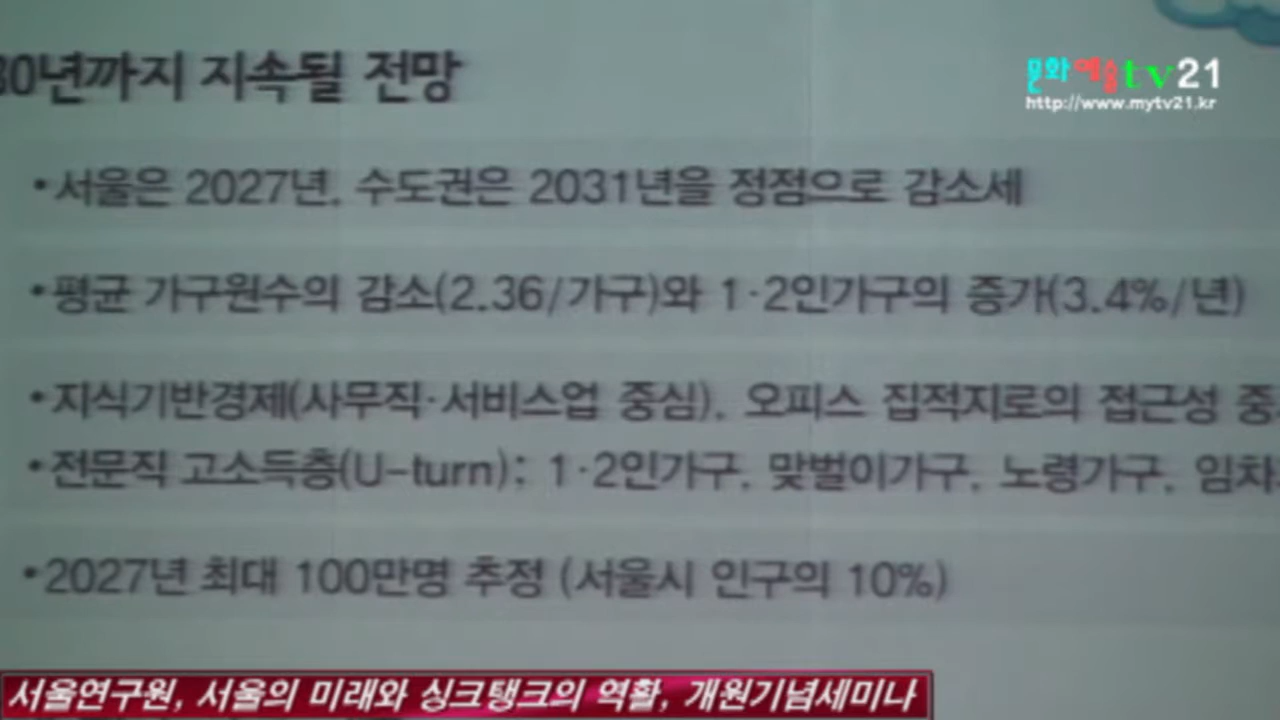 30년까지 지속될 전망
문화예술tv21
http://www.mytv21.kr
•서울은 2027년, 수도권은 2031년을 정점으로 감소세
•평균 가구원수의 감소(2.36/가구)와 1·2인가구의 증가(3.4%/년)
•지식기반경제(사무직·서비스업 중심), 오피스 집적지로의 접근성 중
•전문직 고소득층(U-turn): 1·2인가구, 맞벌이가구, 노령가구, 임차
•2027년 최대 100만명 추정 (서울시 인구의 10%)
서울연구원, 서울의 미래와 싱크탱크의 역활, 개원기념세미나